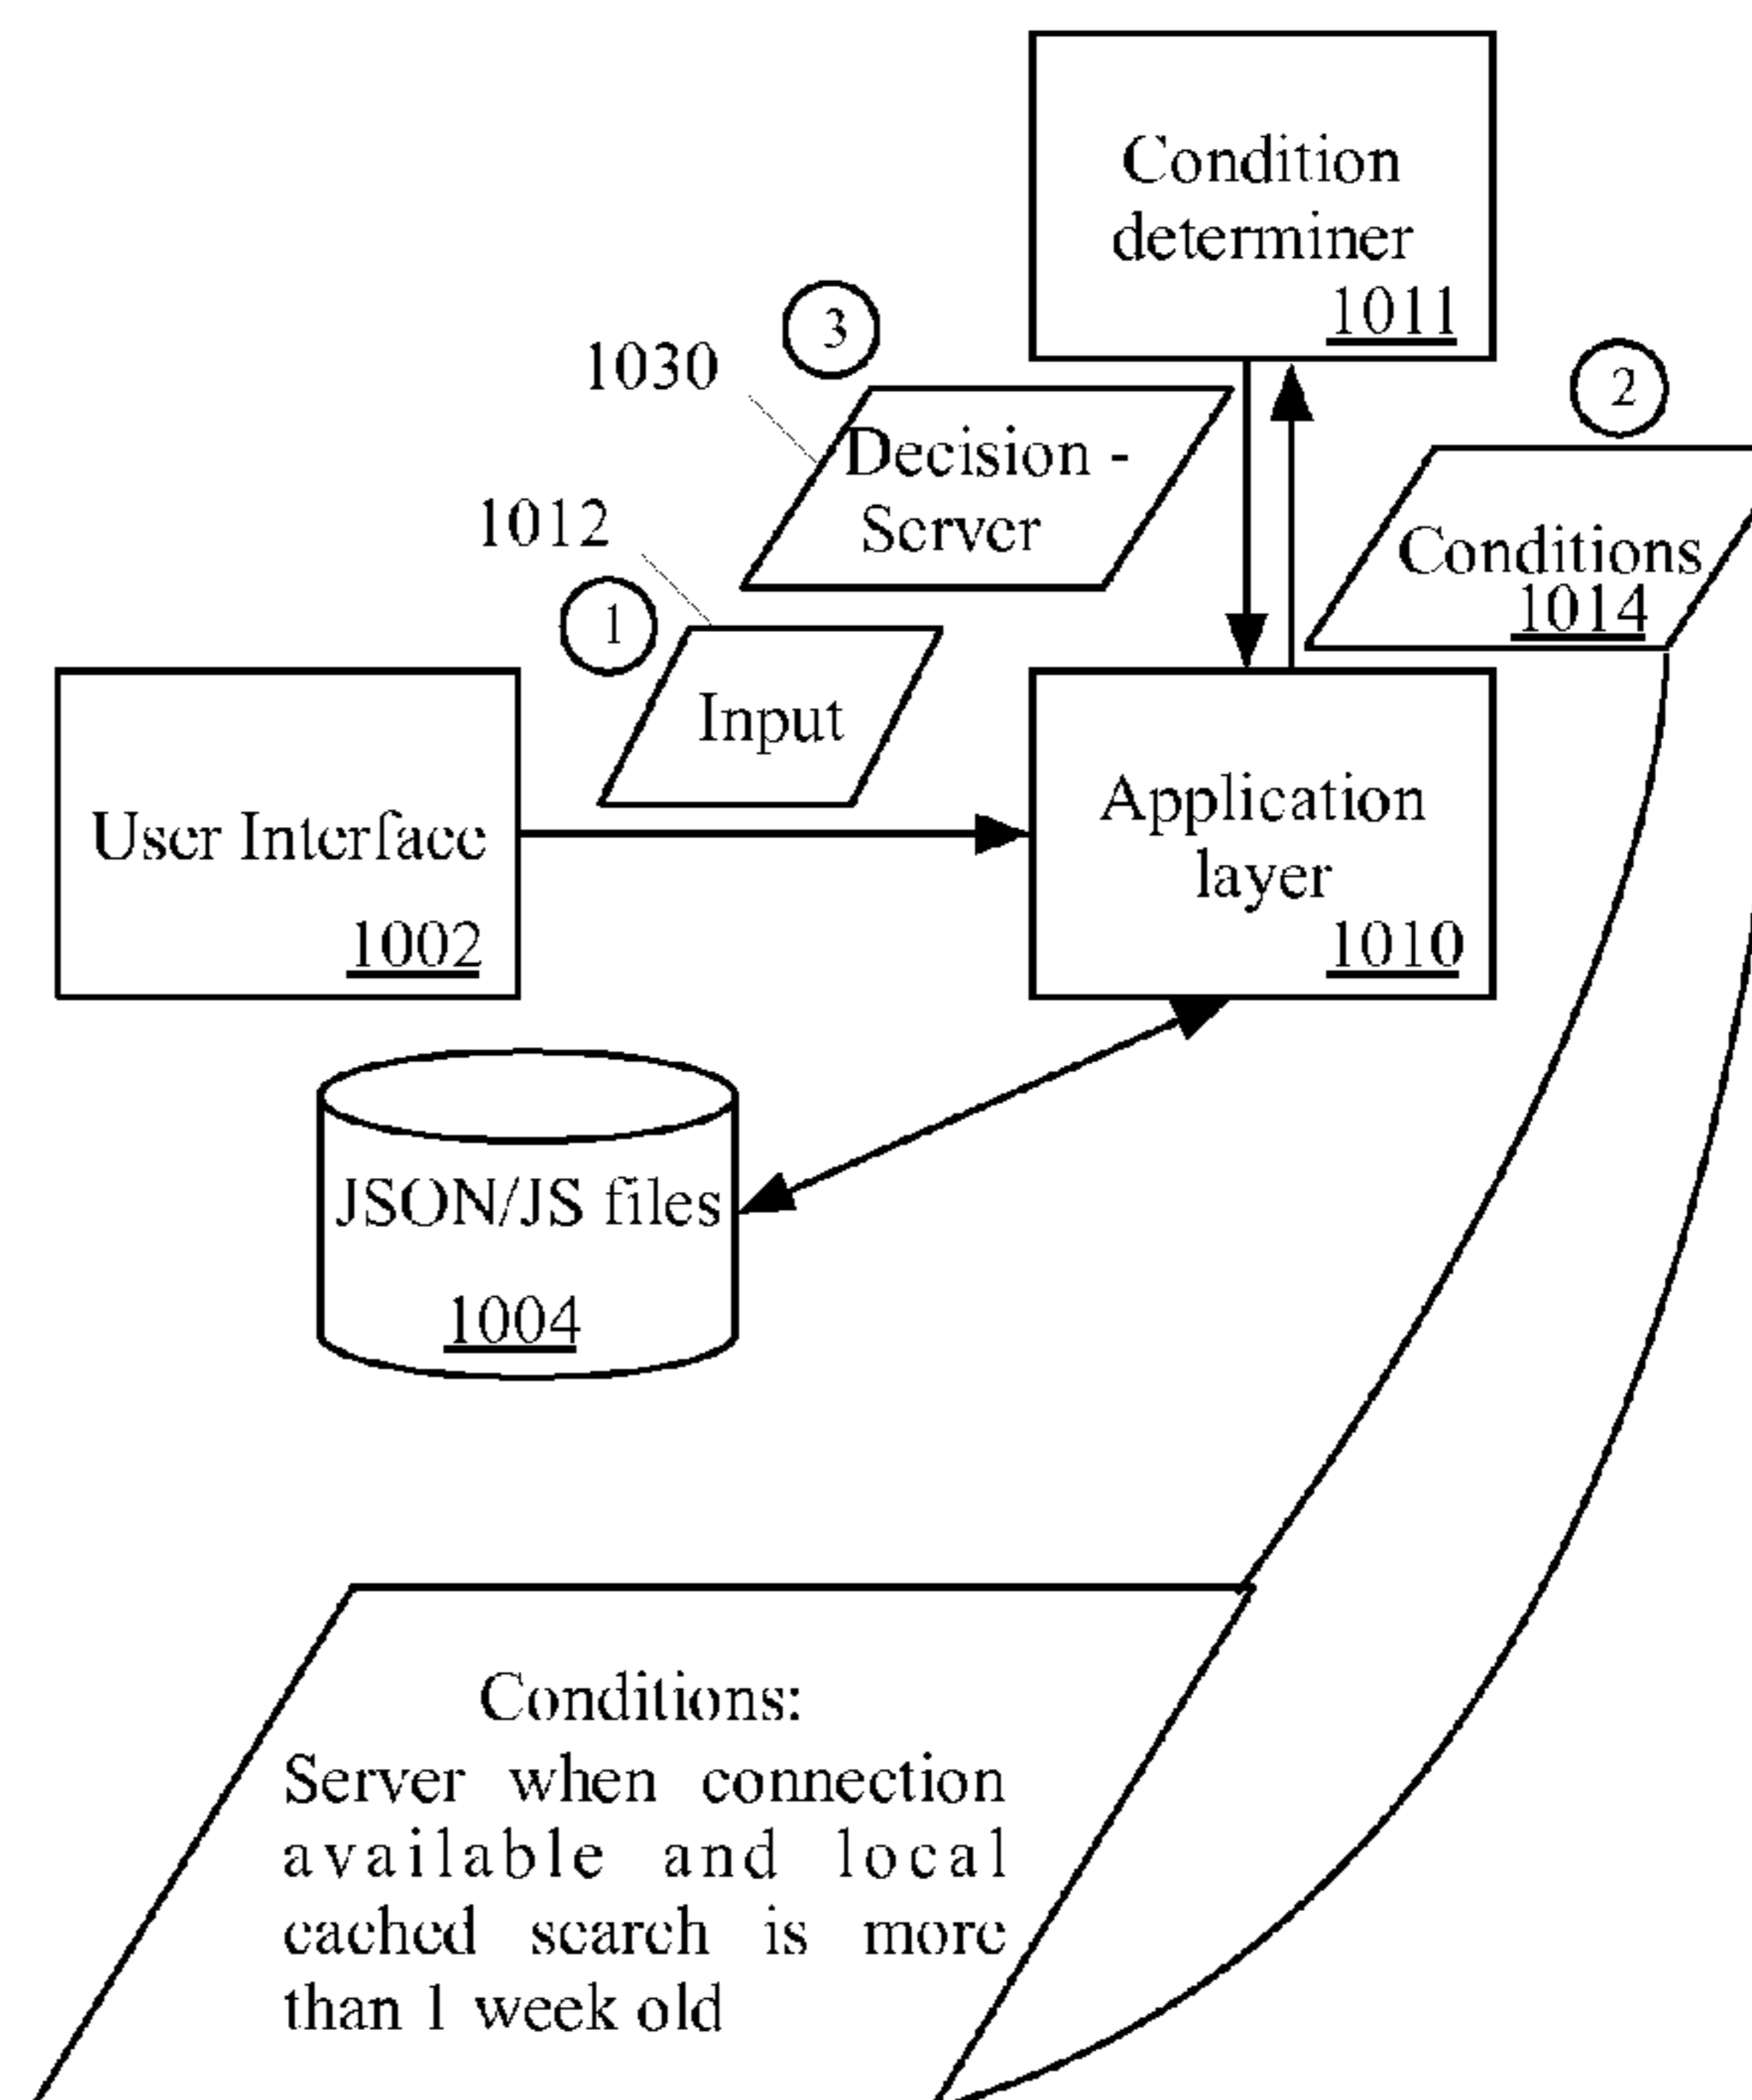 Condition
determiner
1011
3
1030
2
Decision -
Server
1012
Conditions
1014
1
Input
User Interface
1002
Application
layer
1010
JSON/JS files
1004
Conditions:
Server when connection
available and local
cached search is more
than 1 week old